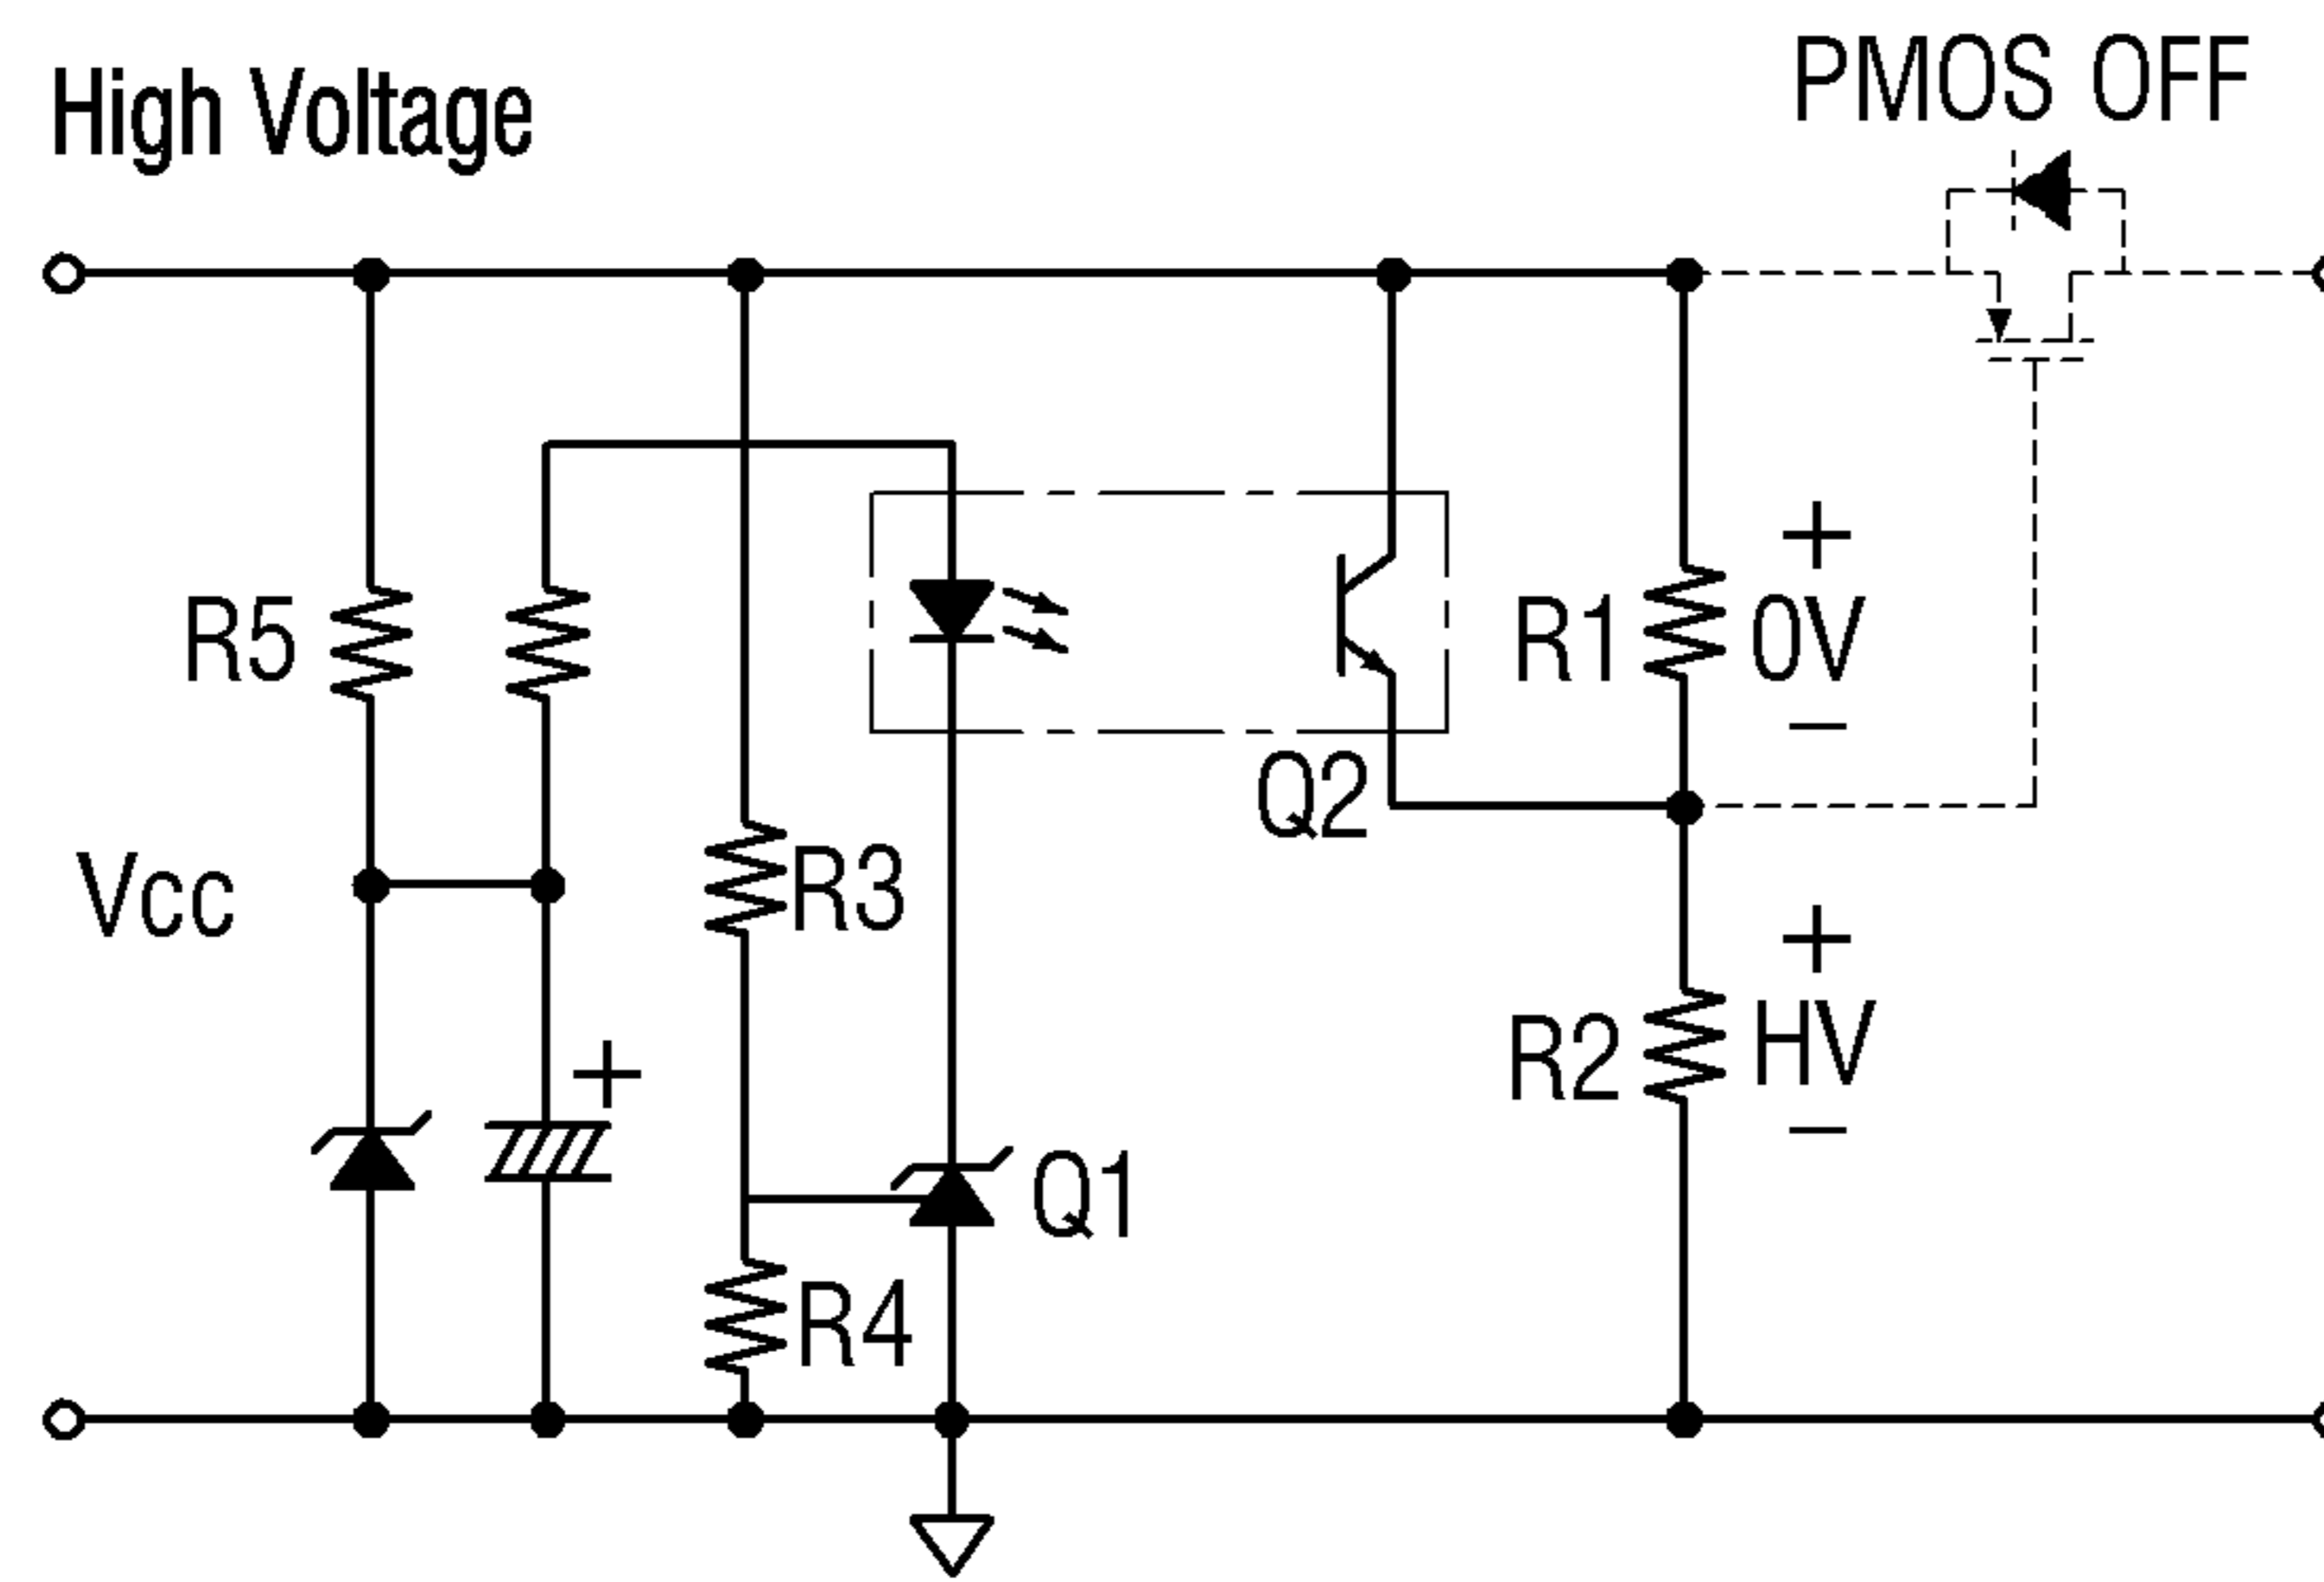 PMOS OFF
High Voltage
+
R5
R1
0V
−
Q2
Vcc
R3
+
R2
HV
−
+
Q1
R4